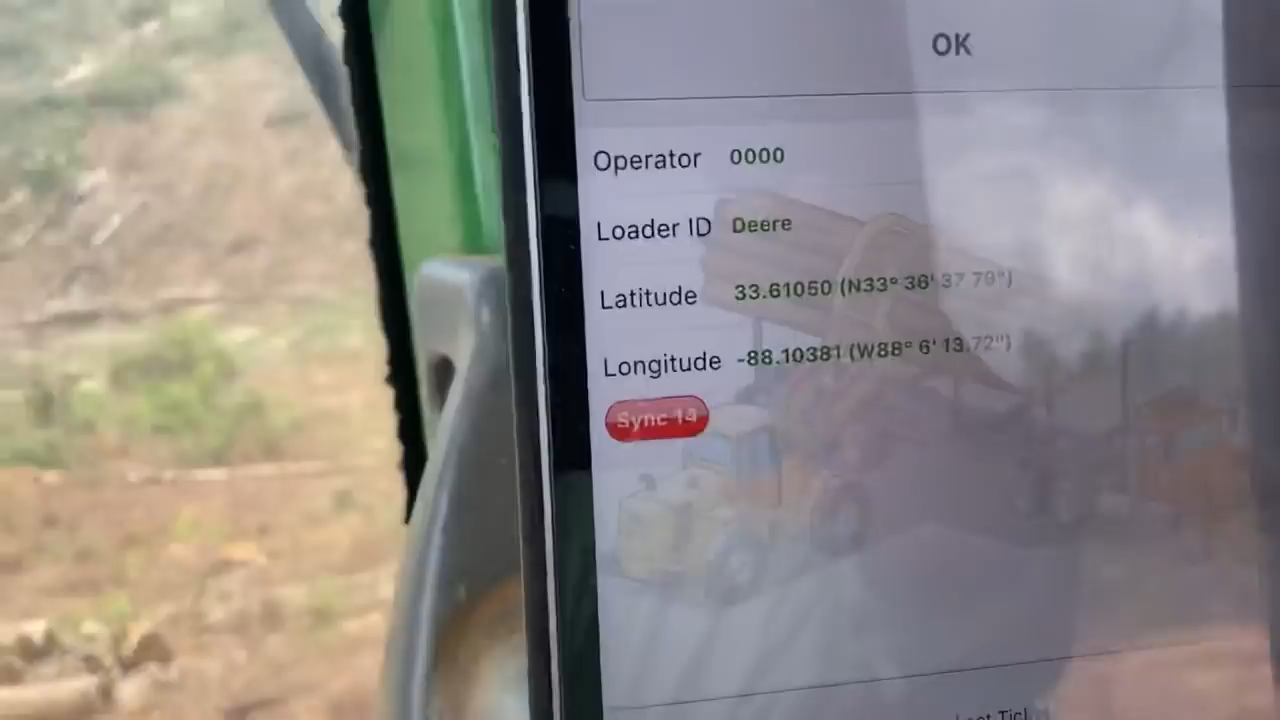 OK
Operator 0000
Loader ID Deere
Latitude 33.61050 (N33° 36' 37.79")
Longitude -88.10381 (W88° 6' 13.72")
Sync 14